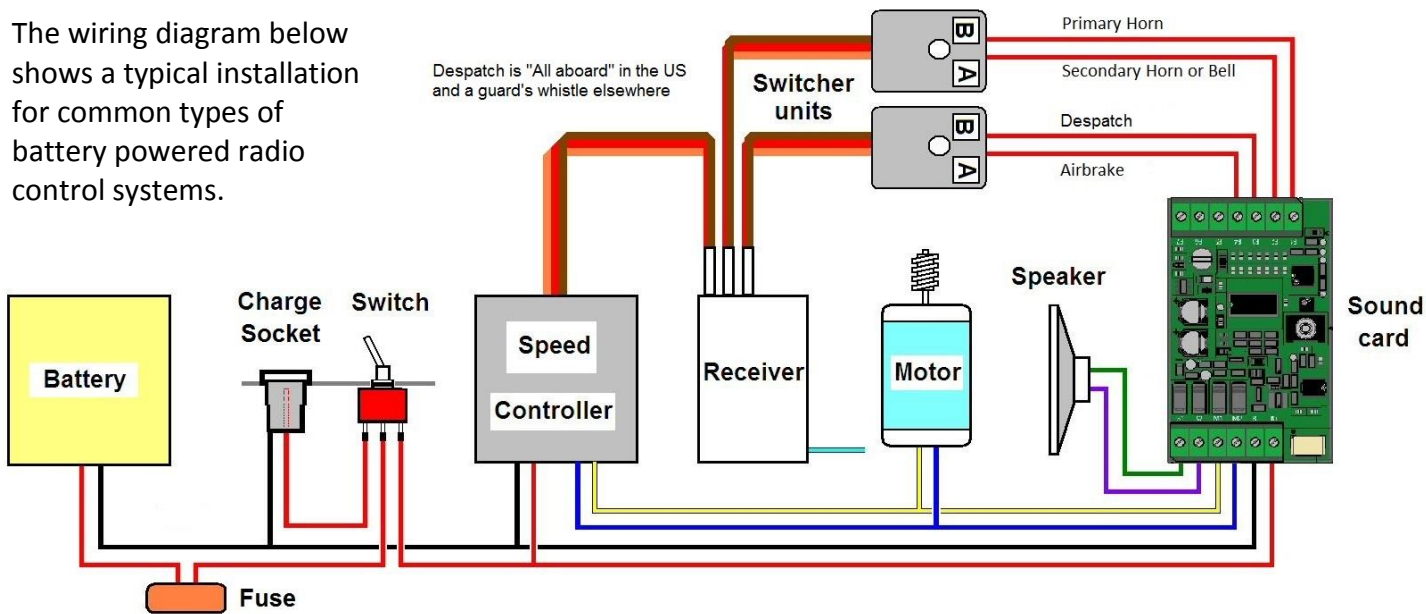 The wiring diagram below
shows a typical installation
for common types of
battery powered radio
control systems.
Despatch is "All aboard" in the US
and a guard's whistle elsewhere
Switcher
units
B
A
B
A
Primary Horn
Secondary Horn or Bell
Despatch
Airbrake
Battery
Charge
Socket
Switch
Speed
Controller
Receiver
Motor
Speaker
Sound
card
Fuse